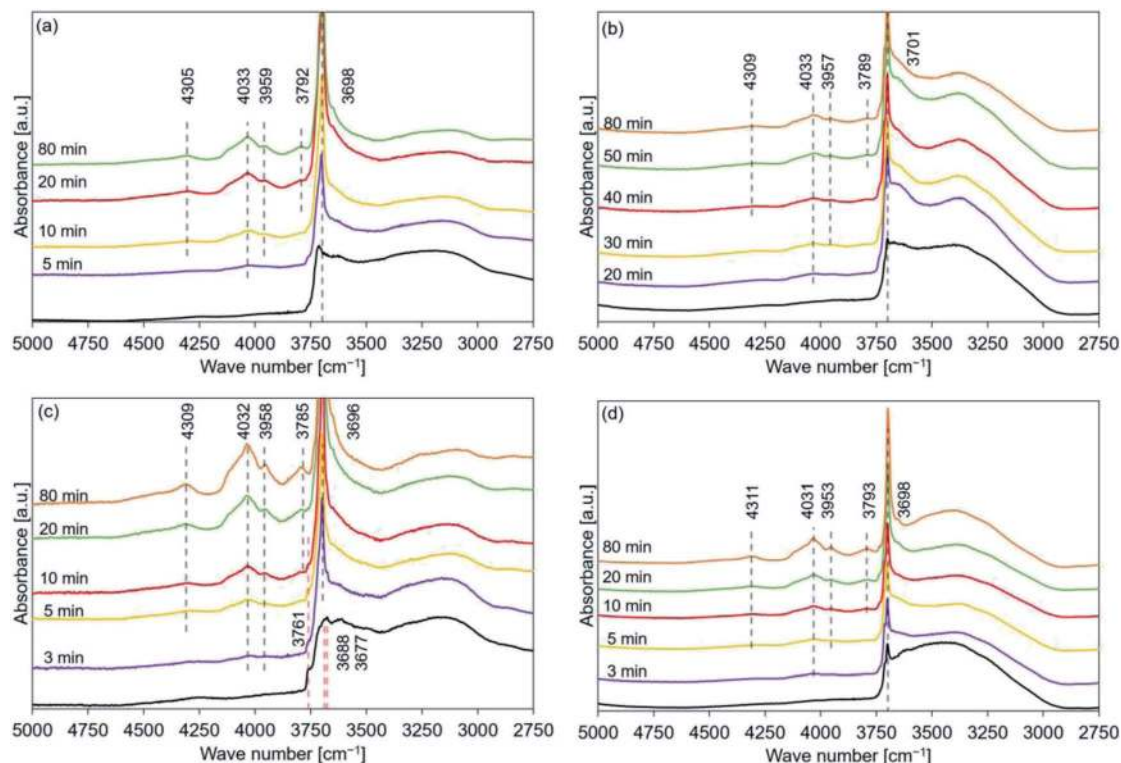 (a)
4305
4033
3959
3792
3698
Absorbance [a.u.]
80 min
20 min
10 min
5 min
5000 4750 4500 4250 4000 3750 3500 3250 3000 2750
Wave number [cm⁻¹]
(b)
4309
4033
3957
3789
3701
Absorbance [a.u.]
80 min
50 min
40 min
30 min
20 min
5000 4750 4500 4250 4000 3750 3500 3250 3000 2750
Wave number [cm⁻¹]
(c)
4309
4032
3958
3785
3696
Absorbance [a.u.]
80 min
20 min
10 min
5 min
3 min
3761
3688
3677
5000 4750 4500 4250 4000 3750 3500 3250 3000 2750
Wave number [cm⁻¹]
(d)
4311
4031
3953
3793
3698
Absorbance [a.u.]
80 min
20 min
10 min
5 min
3 min
5000 4750 4500 4250 4000 3750 3500 3250 3000 2750
Wave number [cm⁻¹]